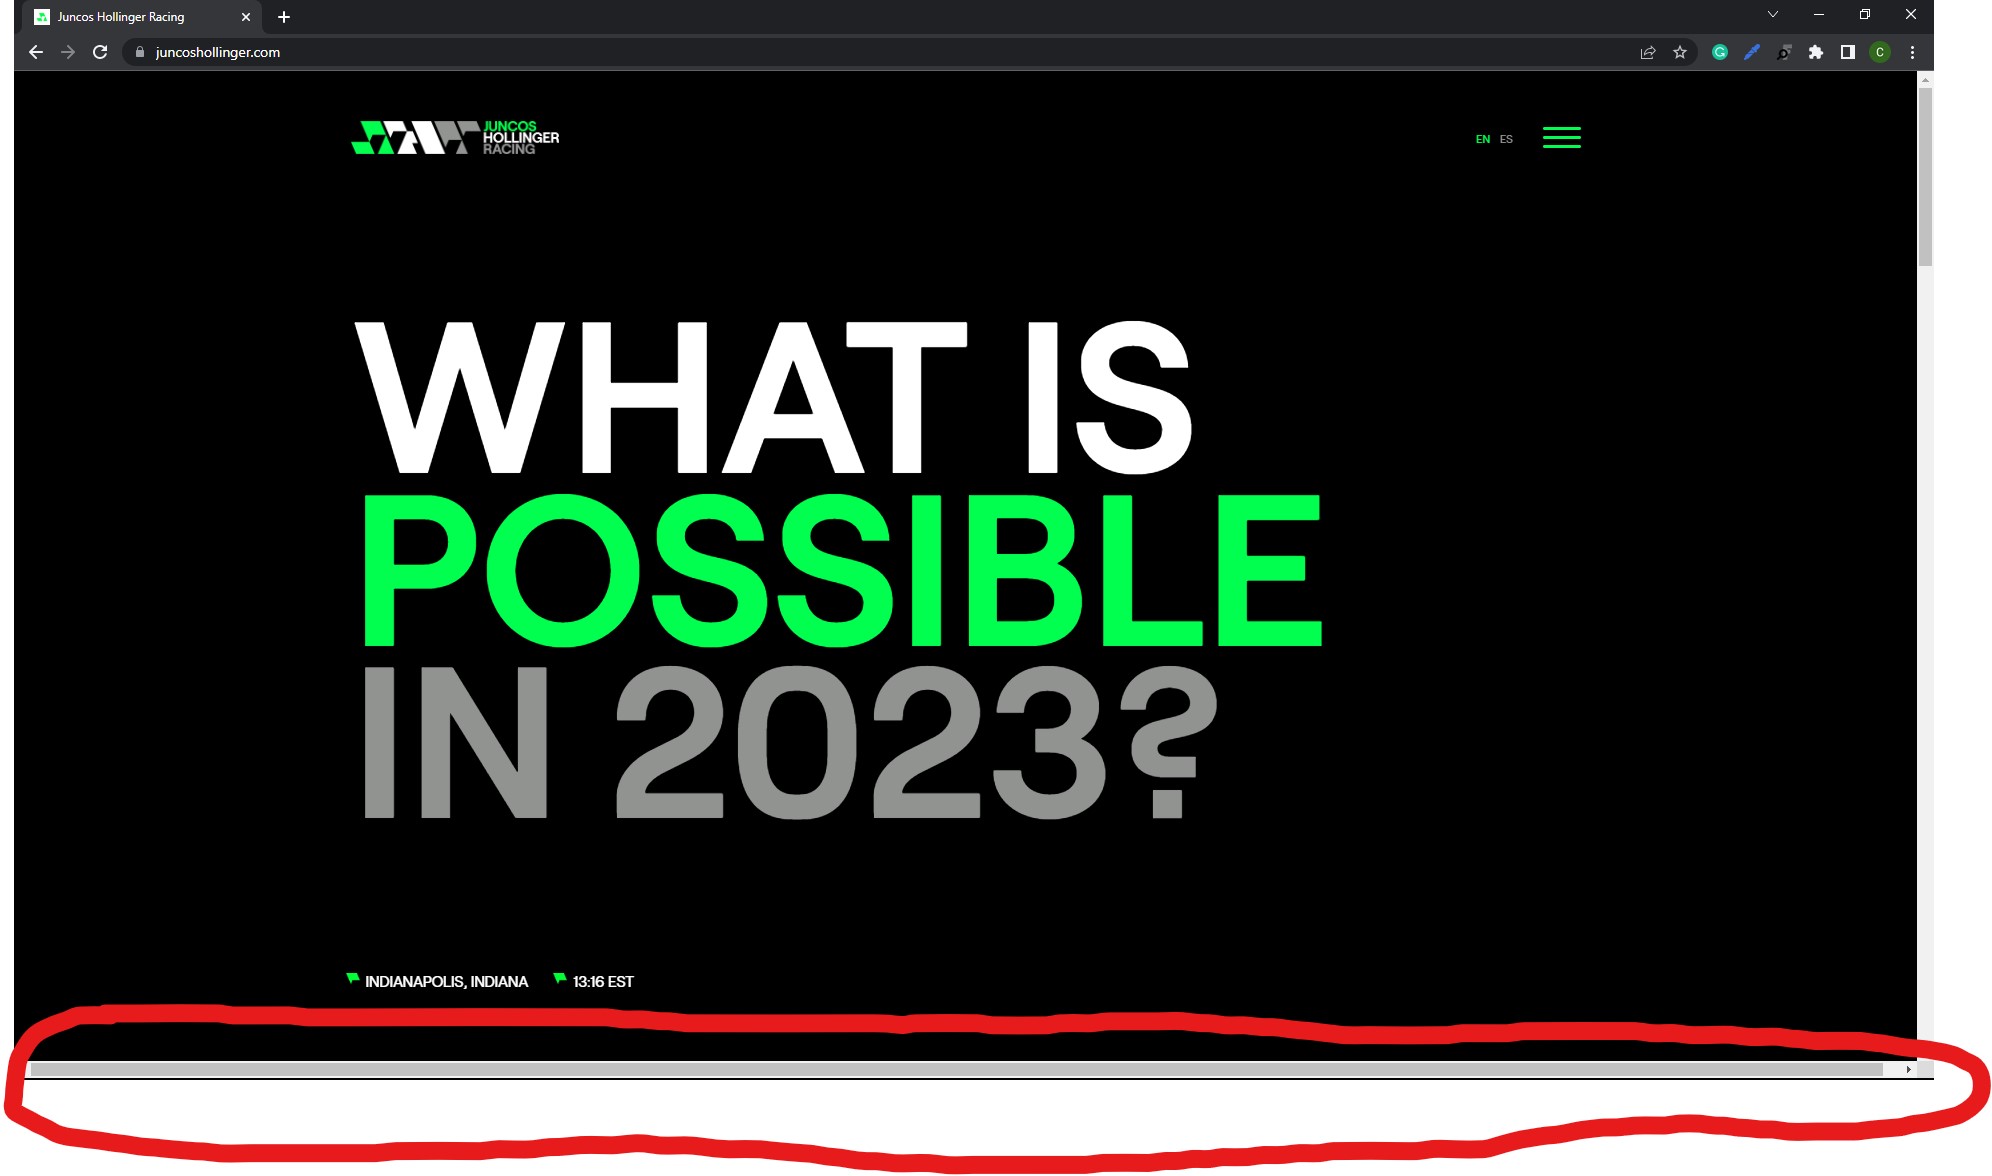 Juncos Hollinger Racing
juncoshollinger.com
C
JUNCOS
HOLLINGER
RACING
EN ES
WHAT IS
POSSIBLE
IN 2023?
INDIANAPOLIS, INDIANA 13:16 EST